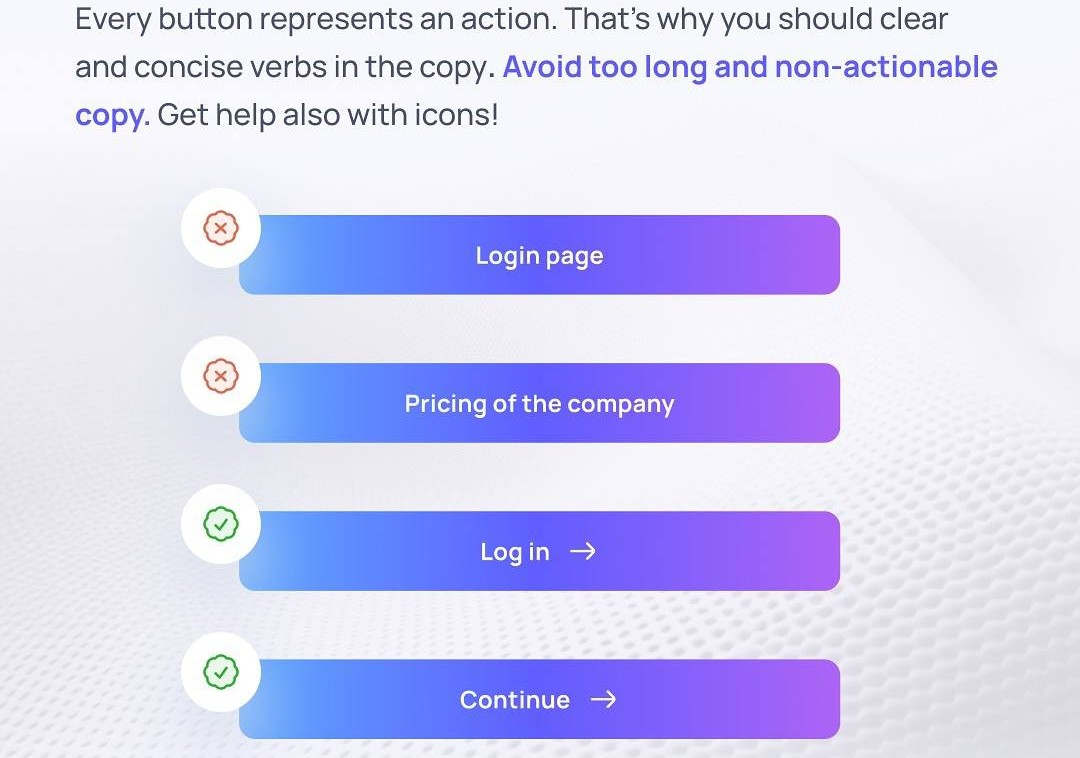 Every button represents an action. That's why you should clear
and concise verbs in the copy. Avoid too long and non-actionable
copy. Get help also with icons!
Login page
Pricing of the company
Log in
Continue